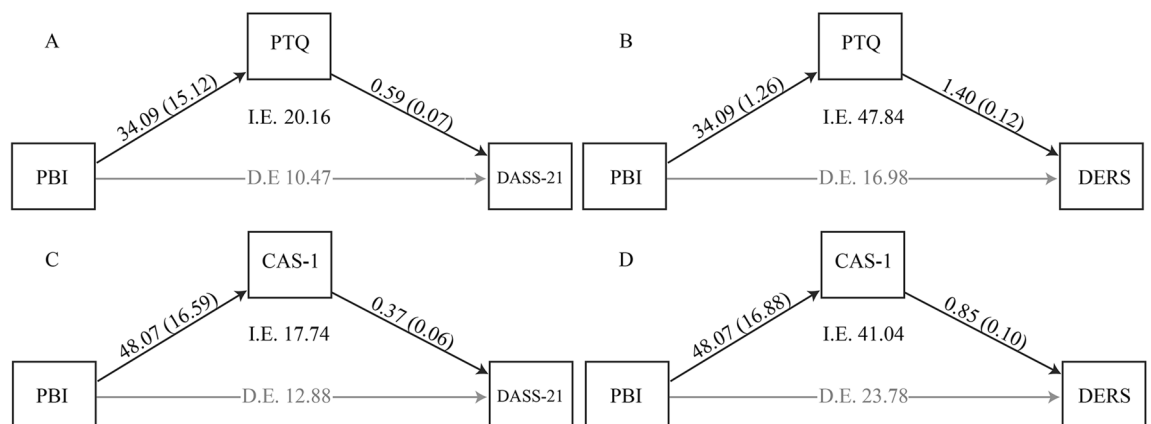 A
PTQ
34.09 (15.12)
0.59 (0.07)
I.E. 20.16
PBI
D.E 10.47
DASS-21
B
PTQ
34.09 (1.26)
1.40 (0.12)
I.E. 47.84
PBI
D.E. 16.98
DERS
C
CAS-1
48.07 (16.59)
0.37 (0.06)
I.E. 17.74
PBI
D.E. 12.88
DASS-21
D
CAS-1
48.07 (16.88)
0.85 (0.10)
I.E. 41.04
PBI
D.E. 23.78
DERS